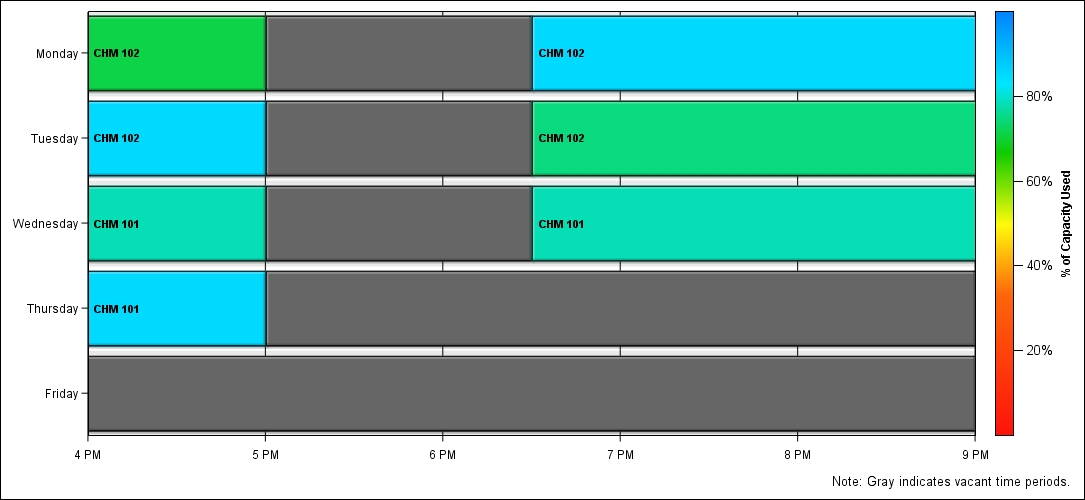 Monday
CHM 102
CHM 102
Tuesday
CHM 102
CHM 102
Wednesday
CHM 101
CHM 101
Thursday
CHM 101
Friday
4 PM
5 PM
6 PM
7 PM
8 PM
9 PM
80%
60%
40%
20%
% of Capacity Used
Note: Gray indicates vacant time periods.